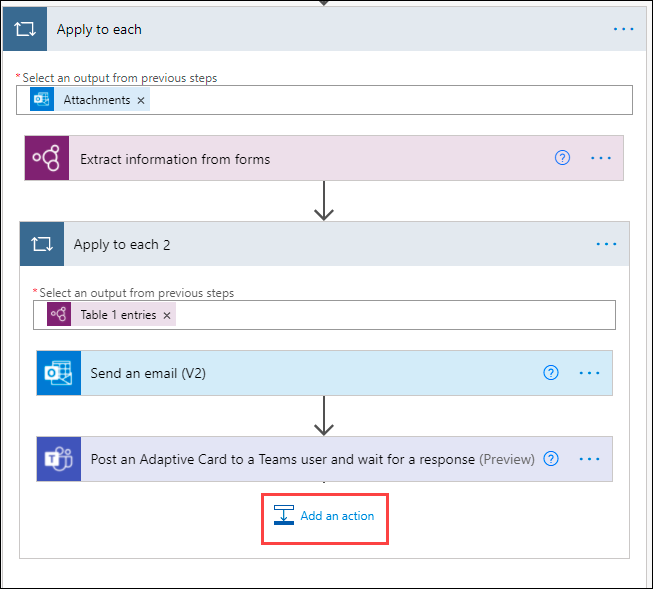 Apply to each
* Select an output from previous steps
Attachments ×
Extract information from forms
Apply to each 2
* Select an output from previous steps
Table 1 entries ×
Send an email (V2)
Post an Adaptive Card to a Teams user and wait for a response (Preview)
Add an action